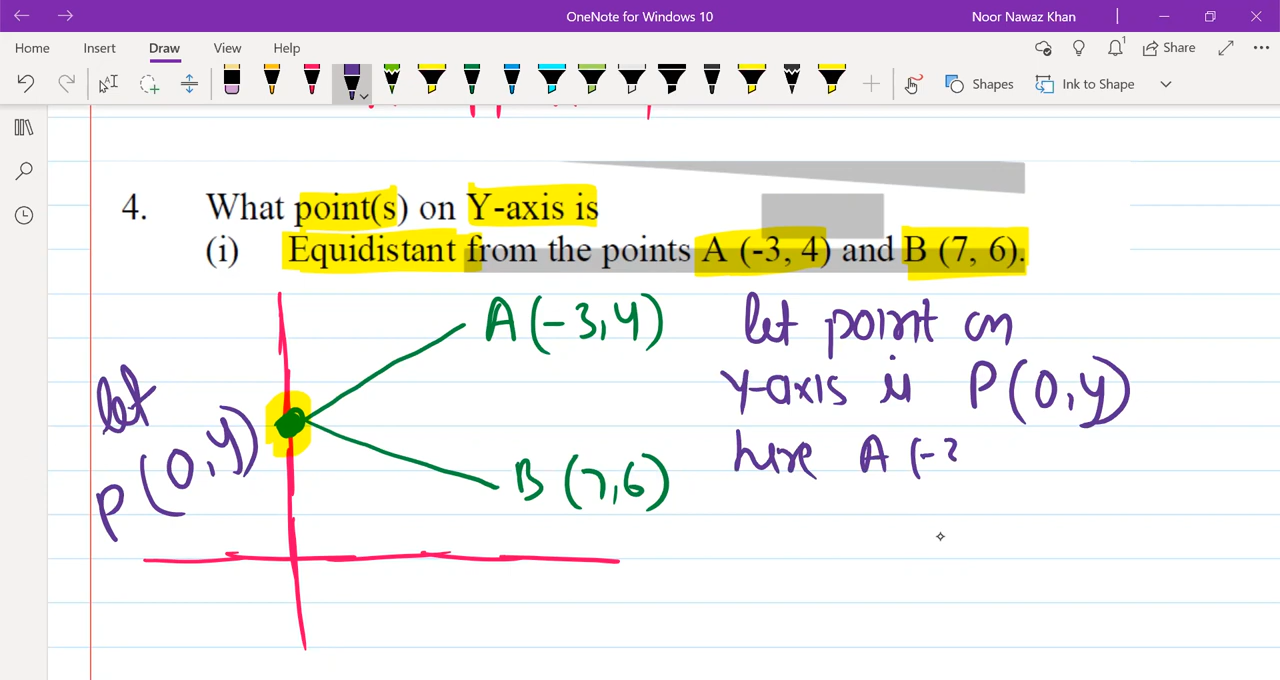 OneNote for Windows 10
Noor Nawaz Khan
Home Insert Draw View Help
1
Share
Shapes
Ink to Shape
4. What point(s) on Y-axis is
(i) Equidistant from the points A (-3, 4) and B (7, 6).
A (-3, 4)
let
P (0, y)
B (7, 6)
let point on
Y-axis is P(0, y)
here A (-3